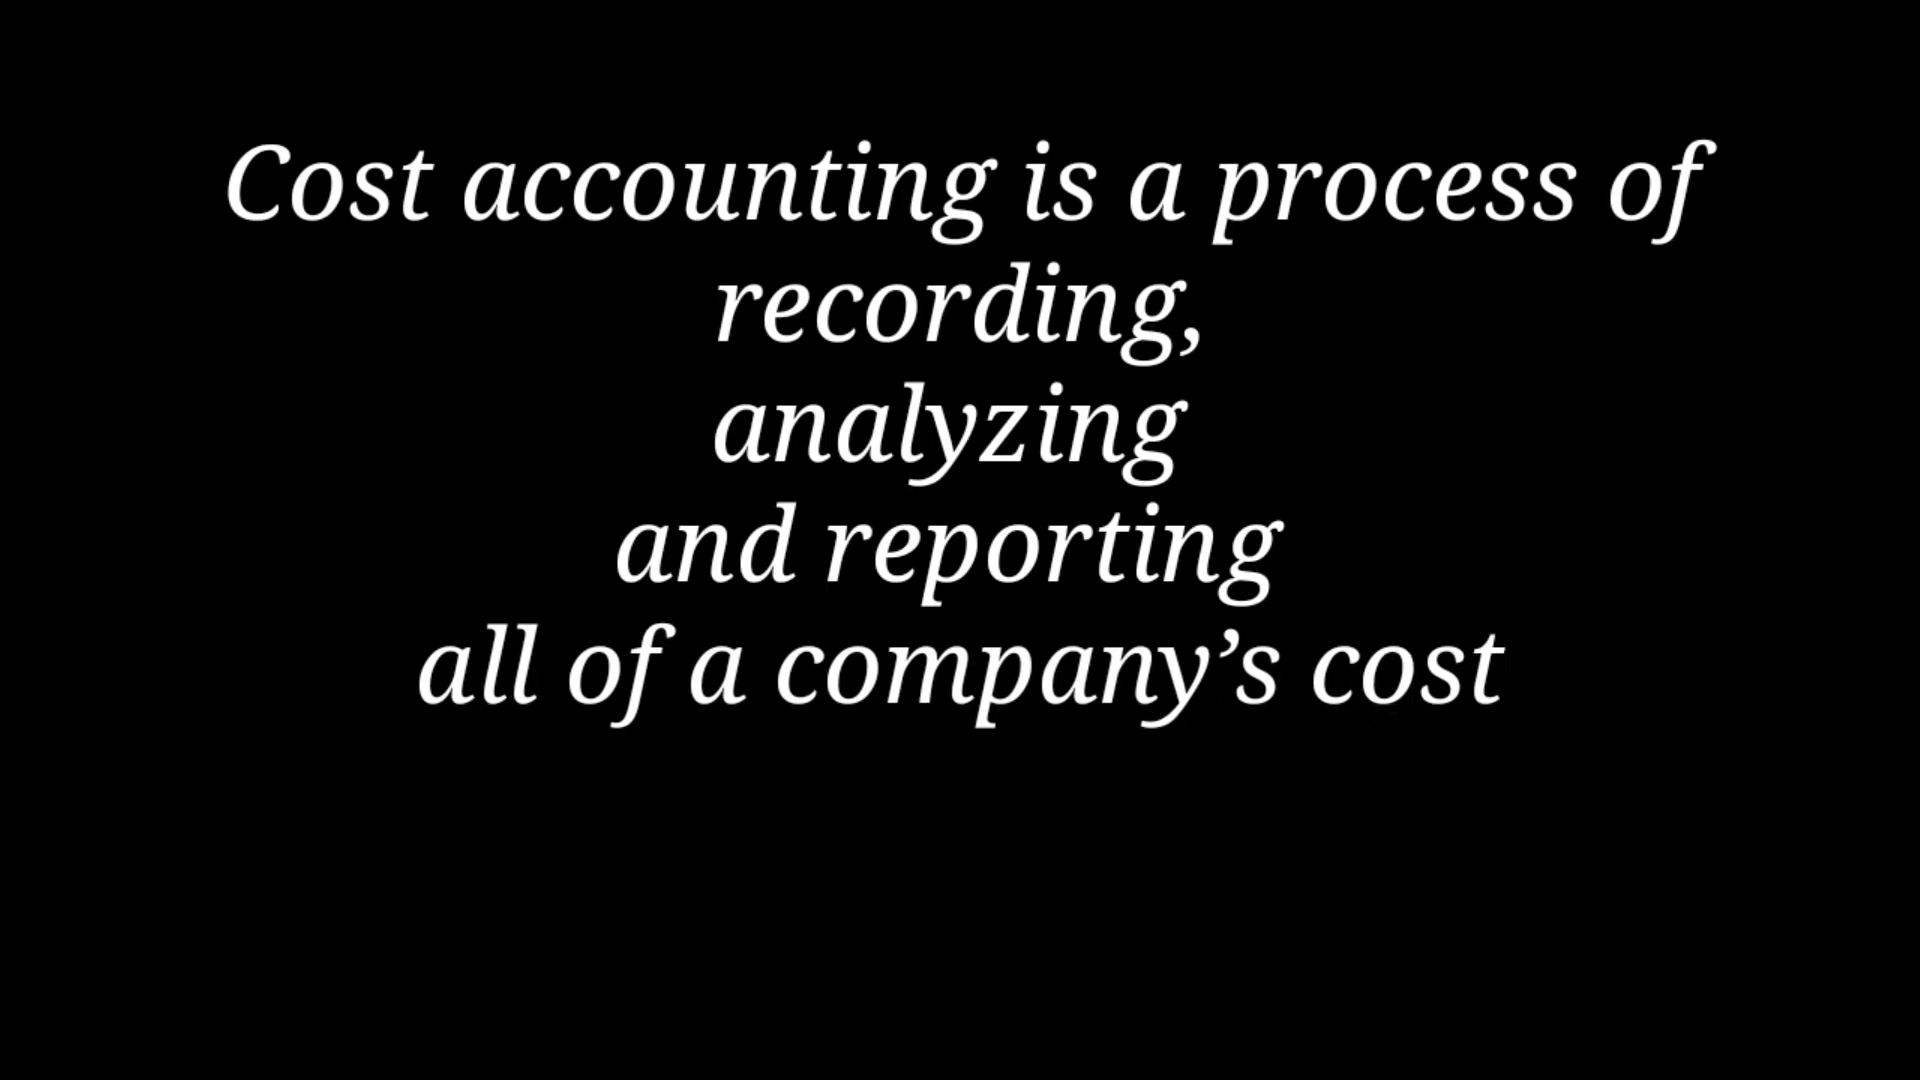 Cost accounting is a process of
recording,
analyzing
and reporting
all of a company’s cost